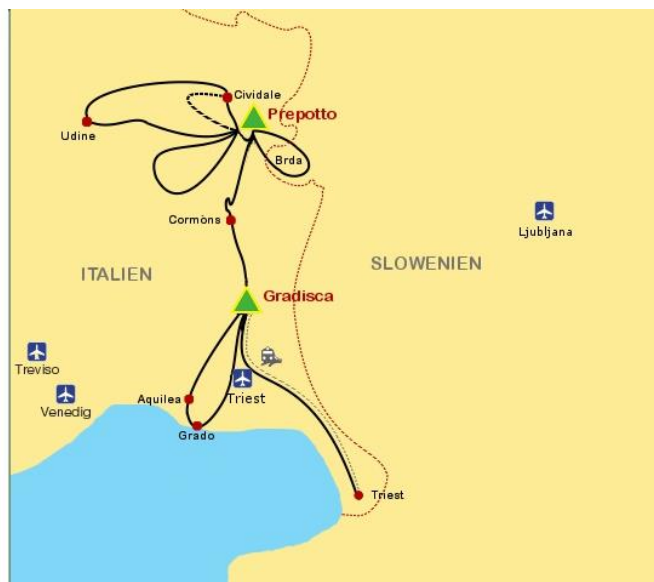 Cividale
Prepotto
Udine
Brda
Cormòns
Ljubljana
SLOWENIEN
ITALIEN
Gradisca
Treviso
Venedig
Aquilea
Triest
Grado
Triest